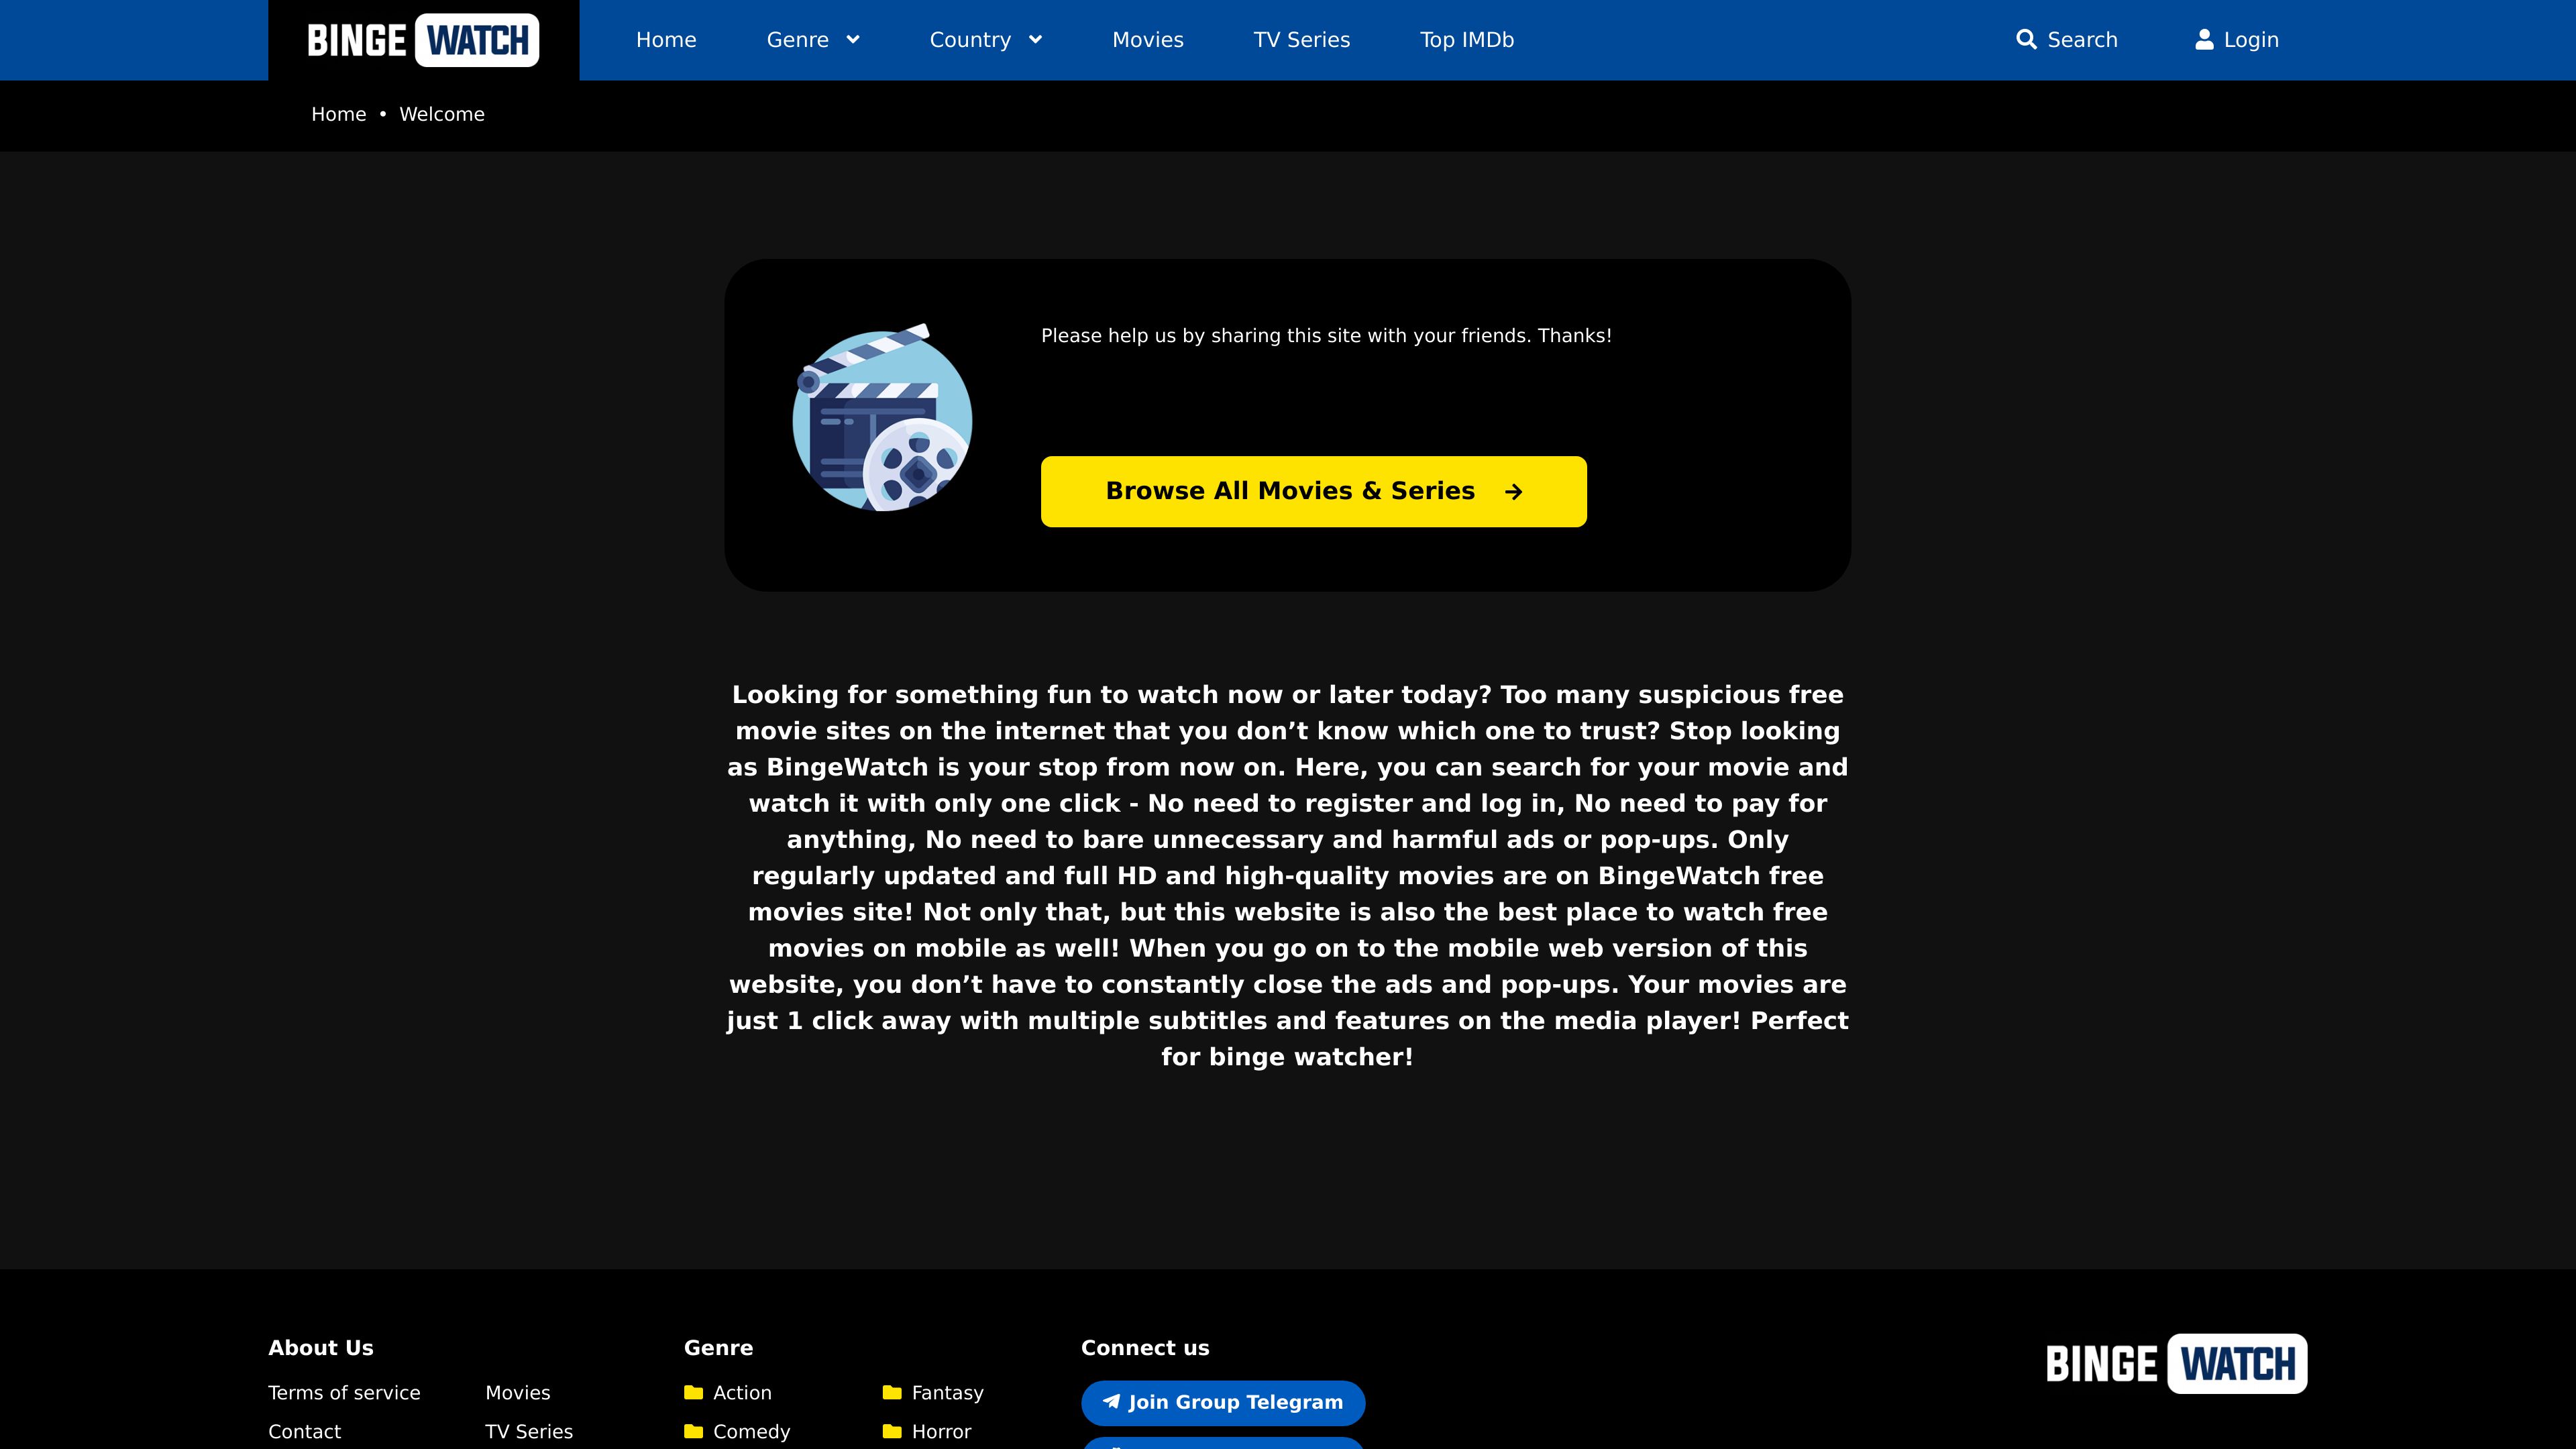 BINGE WATCH
Home
Genre
Country
Movies
TV Series
Top IMDb
Search
Login
Home • Welcome
Please help us by sharing this site with your friends. Thanks!
Browse All Movies & Series
Looking for something fun to watch now or later today? Too many suspicious free
movie sites on the internet that you don’t know which one to trust? Stop looking
as BingeWatch is your stop from now on. Here, you can search for your movie and
watch it with only one click - No need to register and log in, No need to pay for
anything, No need to bare unnecessary and harmful ads or pop-ups. Only
regularly updated and full HD and high-quality movies are on BingeWatch free
movies site! Not only that, but this website is also the best place to watch free
movies on mobile as well! When you go on to the mobile web version of this
website, you don’t have to constantly close the ads and pop-ups. Your movies are
just 1 click away with multiple subtitles and features on the media player! Perfect
for binge watcher!
About Us
Terms of service
Contact
Movies
TV Series
Genre
Action
Comedy
Fantasy
Horror
Connect us
Join Group Telegram
BINGE WATCH